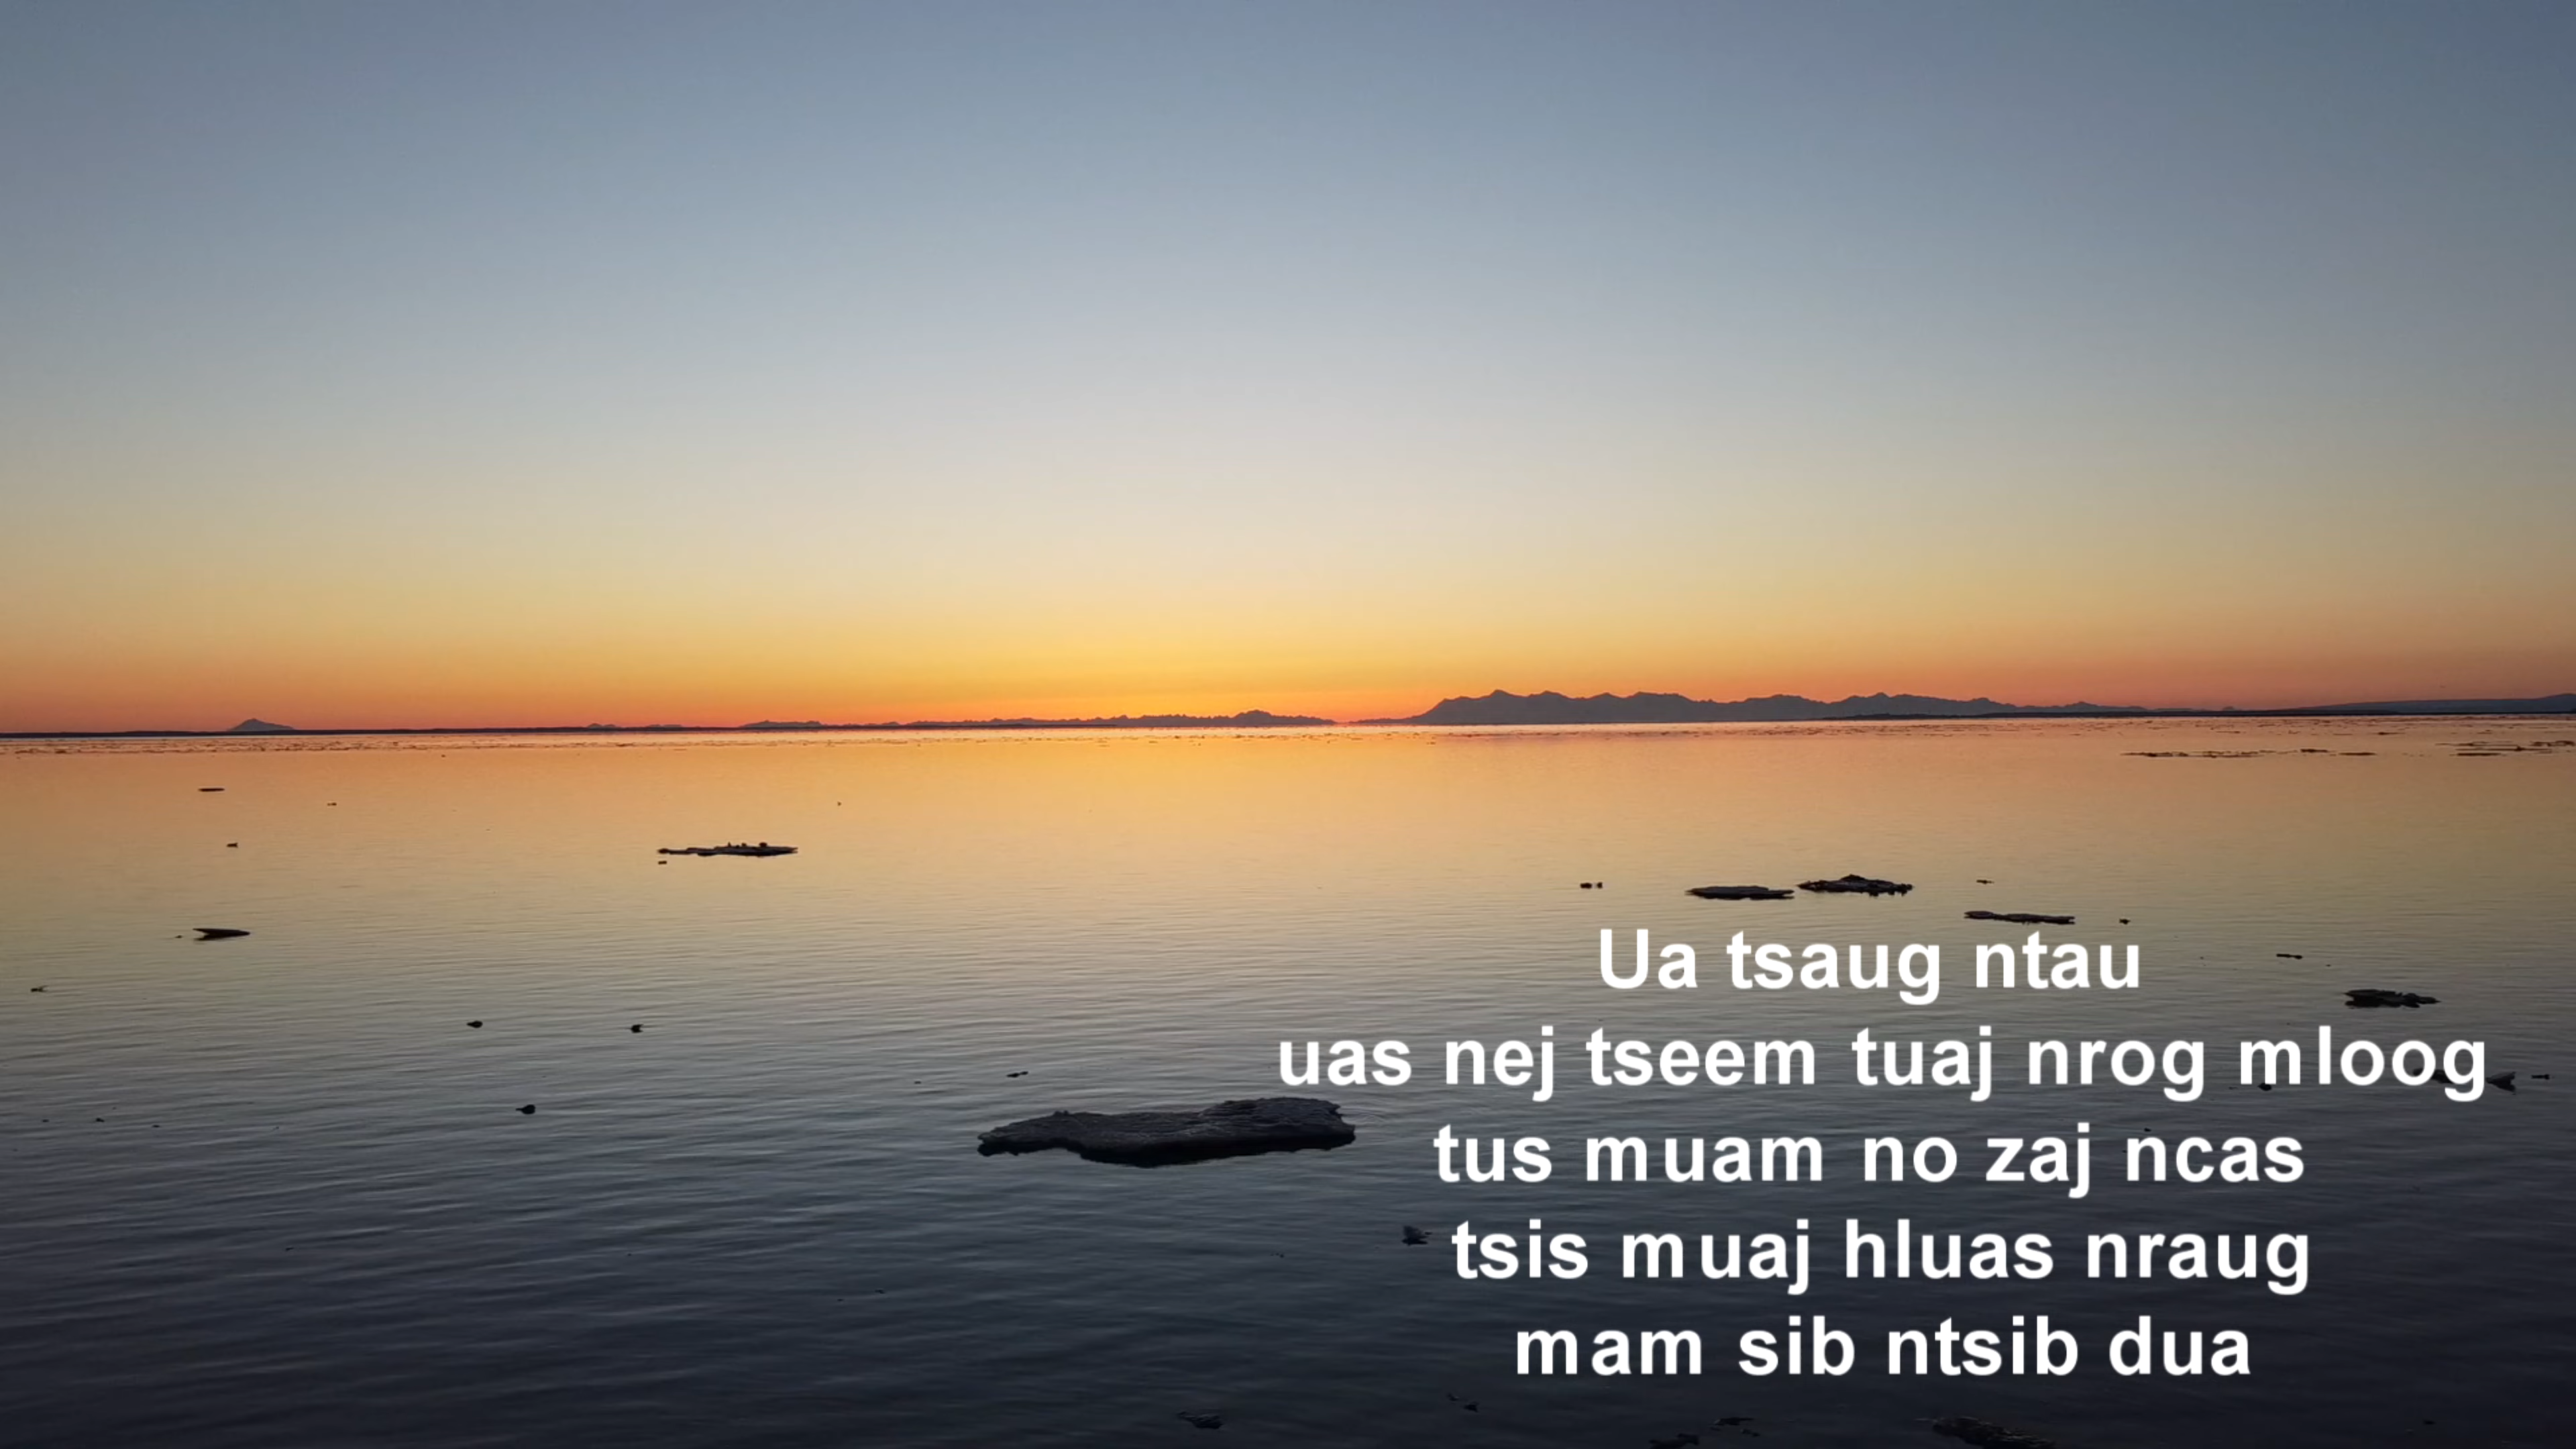 Ua tsaug ntau
uas nej tseem tuaj nrog mloog
tus muam no zaj ncas
tsis muaj hluas nraug
mam sib ntsib dua